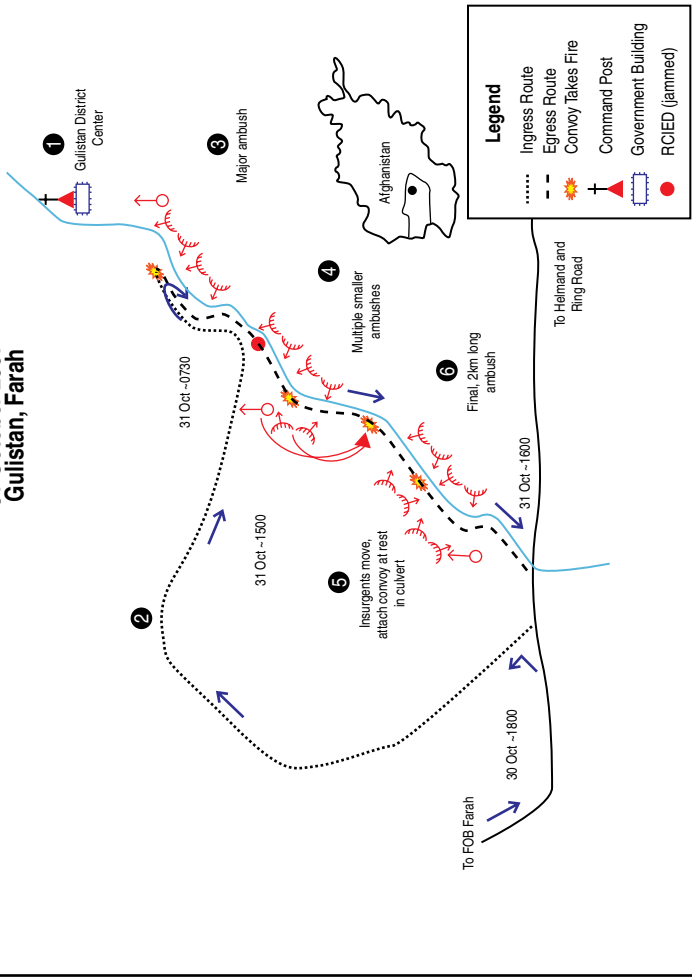 Gulistan, Farah
1
Gulistan District
Center
2
31 Oct ~0730
3
Major ambush
31 Oct ~1500
4
Multiple smaller
ambushes
Afghanistan
5
Insurgents move,
attach convoy at rest
in culvert
6
Final, 2km long
ambush
To FOB Farah
30 Oct ~1800
31 Oct ~1600
To Helmand and
Ring Road
Legend
Ingress Route
Egress Route
Convoy Takes Fire
Command Post
Government Building
RCIED (jammed)